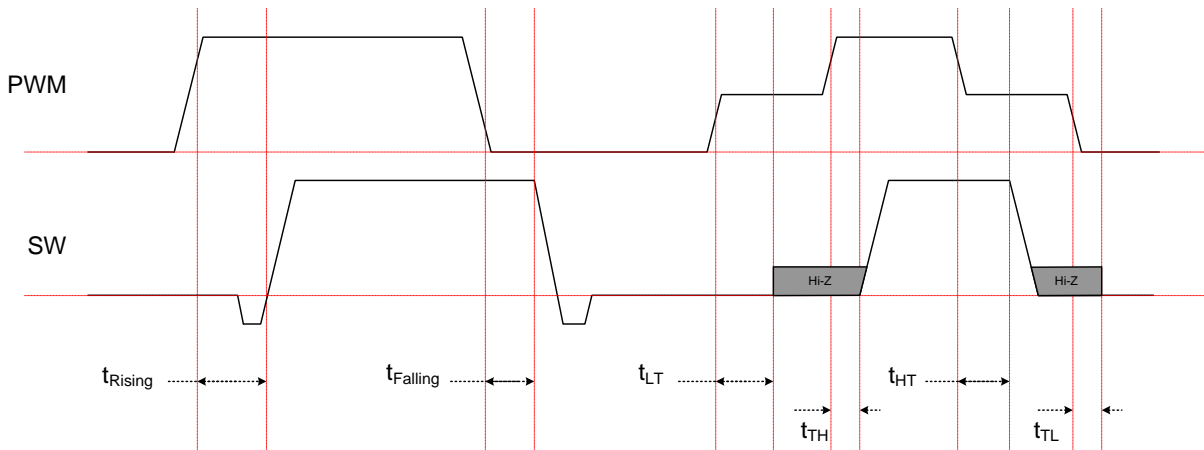 PWM
SW
Hi-Z
Hi-Z
tRising
tFalling
tLT
tHT
tTH
tTL